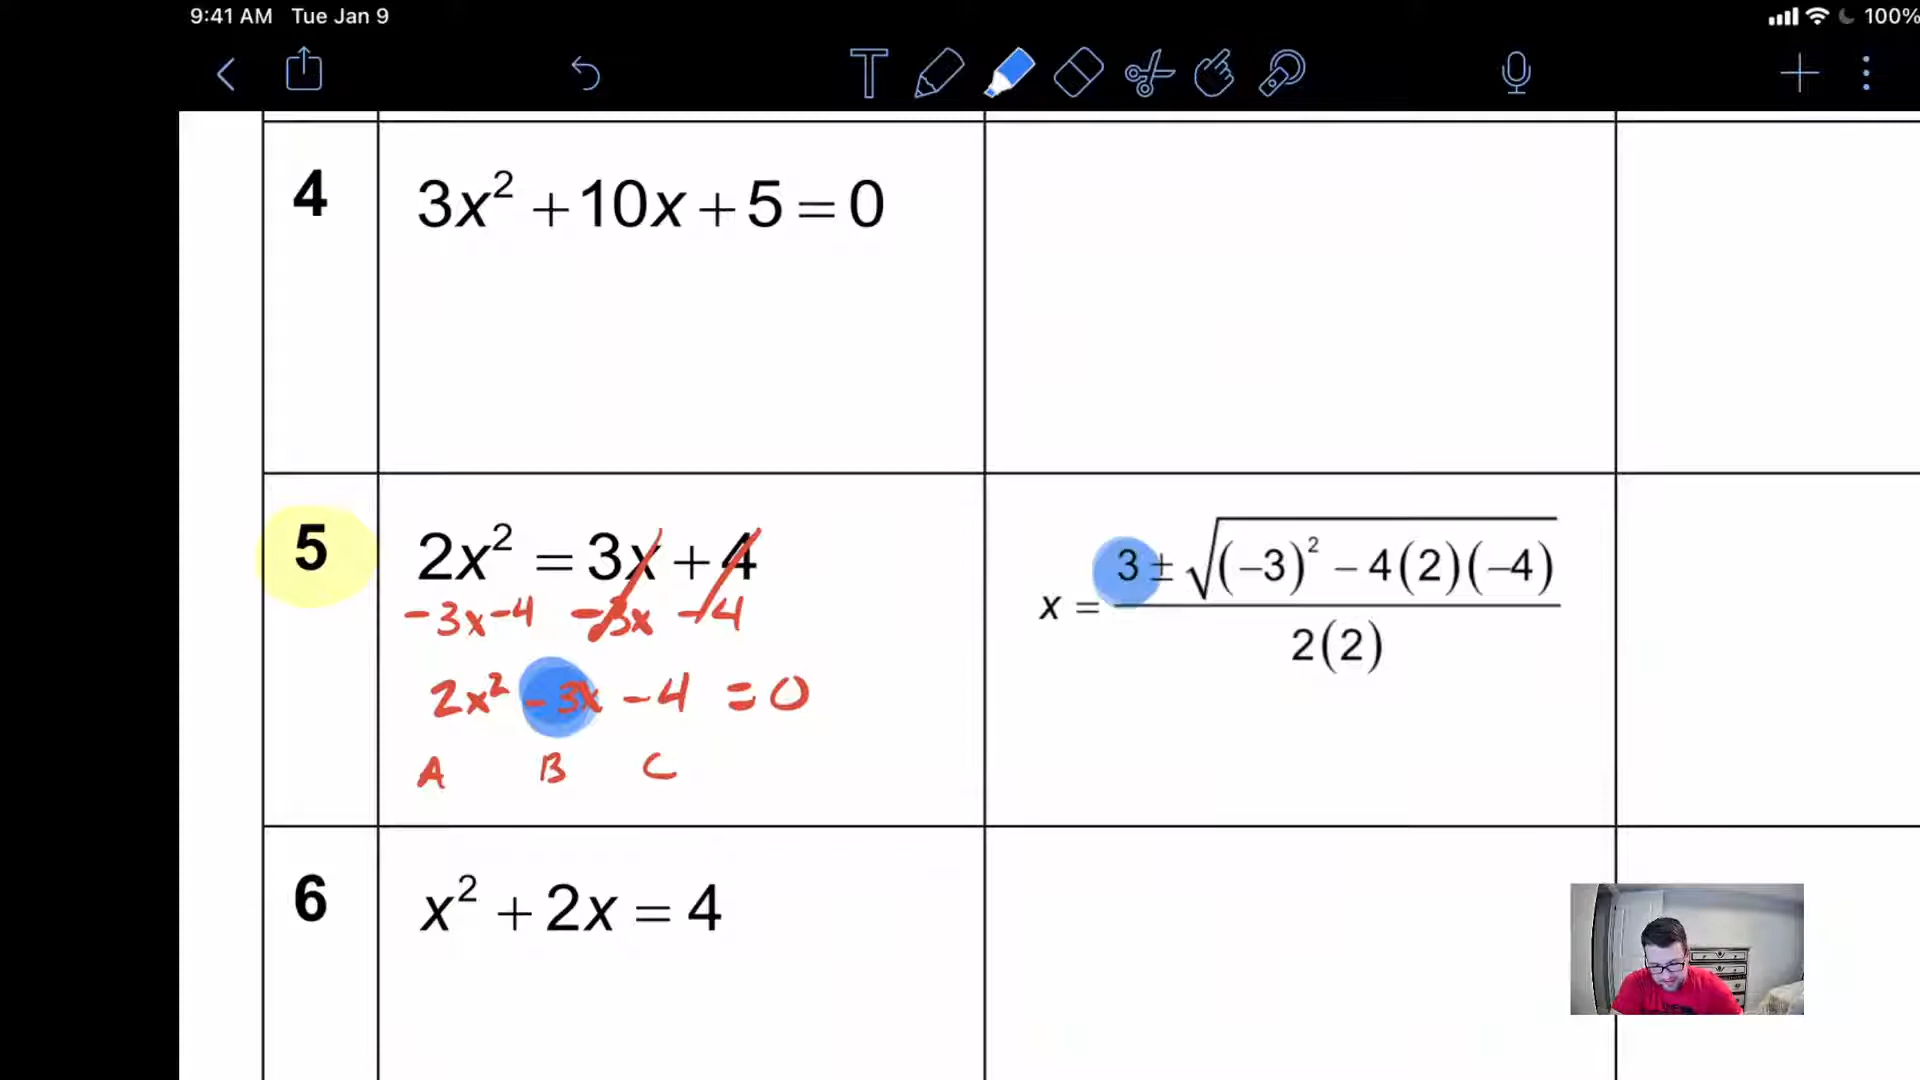 9:41 AM Tue Jan 9 100%
T
4 3x² + 10x + 5 = 0
5 2x² = 3x + 4
-3x-4 -3x -4
2x² -3x -4 = 0
A B C
x = (3 ± √((−3)² − 4(2)(−4))) / (2(2))
6 x² + 2x = 4